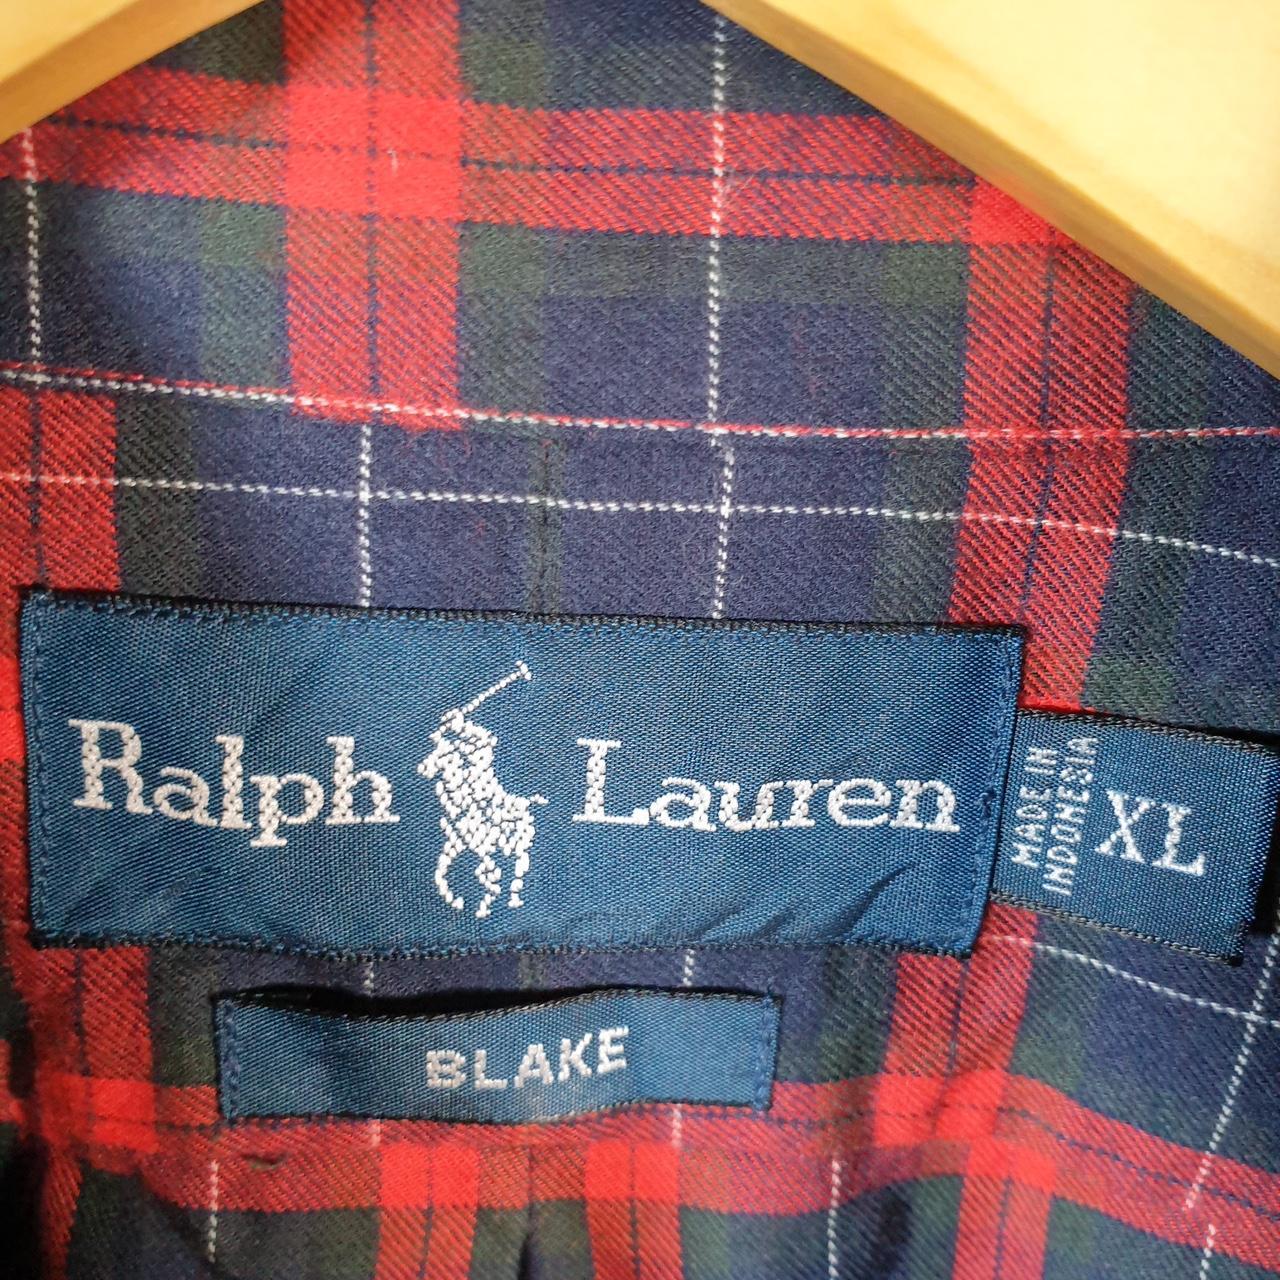 Ralph Lauren
MADE IN
INDONESIA
XL
BLAKE